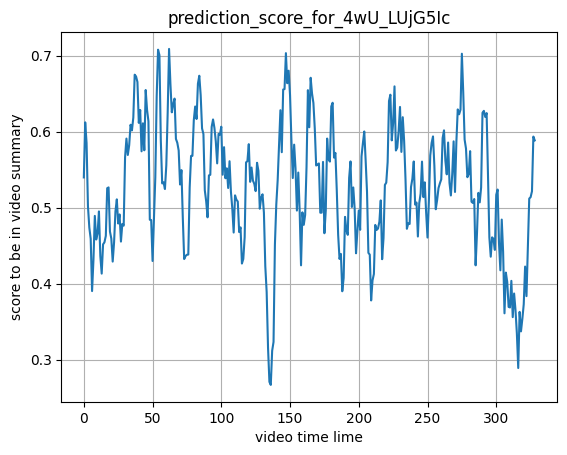 prediction_score_for_4wU_LUjG5Ic
score to be in video summary
0.7
0.6
0.5
0.4
0.3
0 50 100 150 200 250 300
video time lime